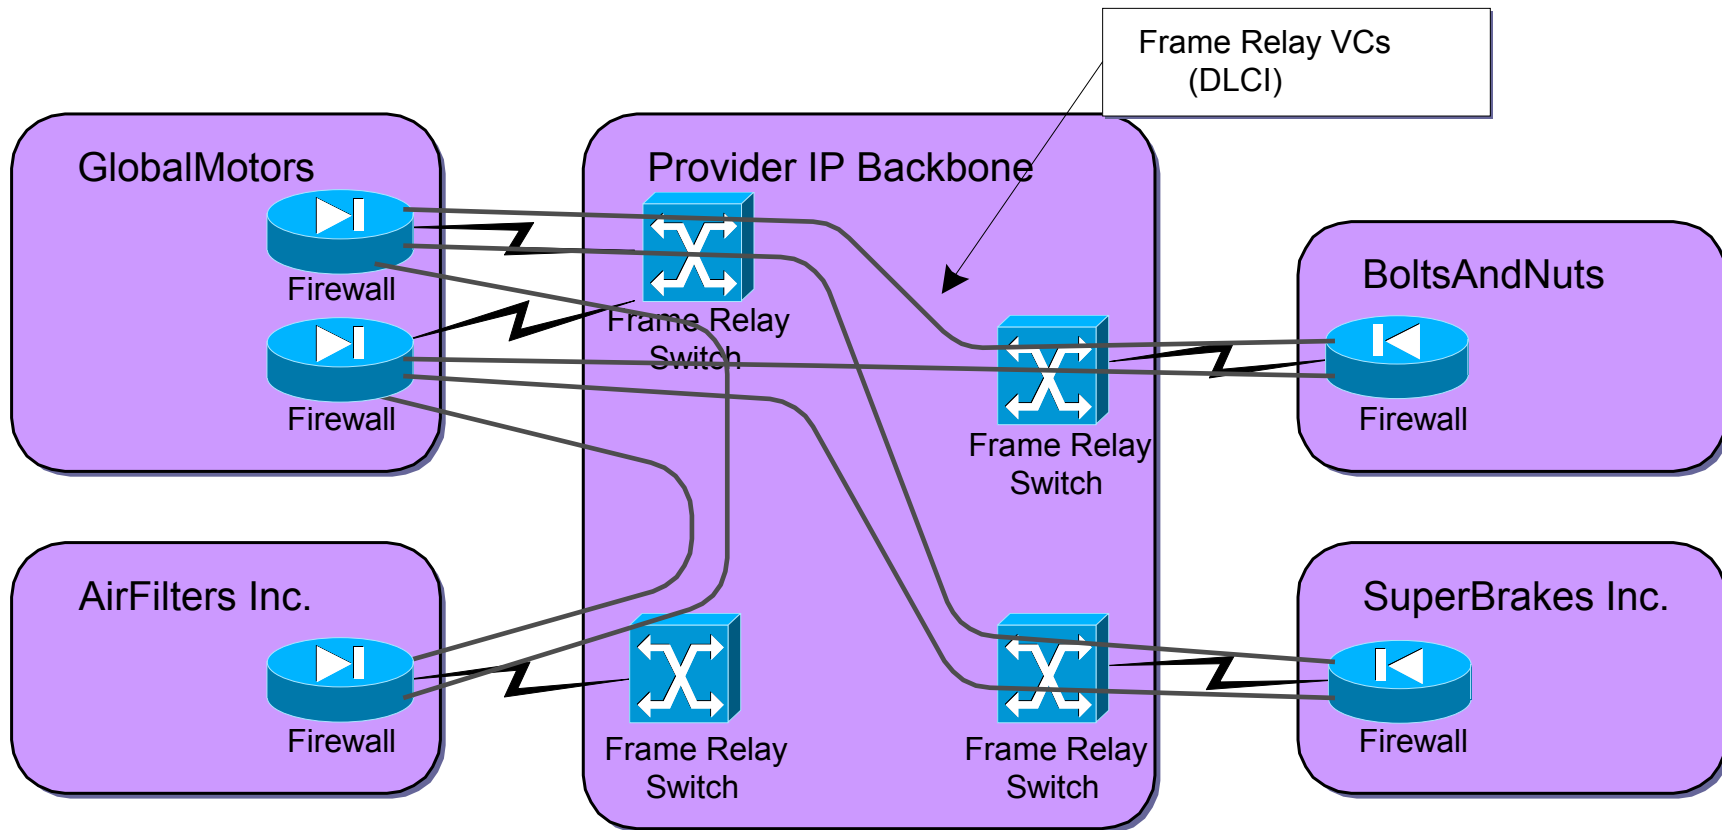 Frame Relay VCs
(DLCI)
GlobalMotors
Firewall
Firewall
Provider IP Backbone
Frame Relay
Switch
Frame Relay
Switch
BoltsAndNuts
Firewall
AirFilters Inc.
Firewall
Frame Relay
Switch
Frame Relay
Switch
SuperBrakes Inc.
Firewall